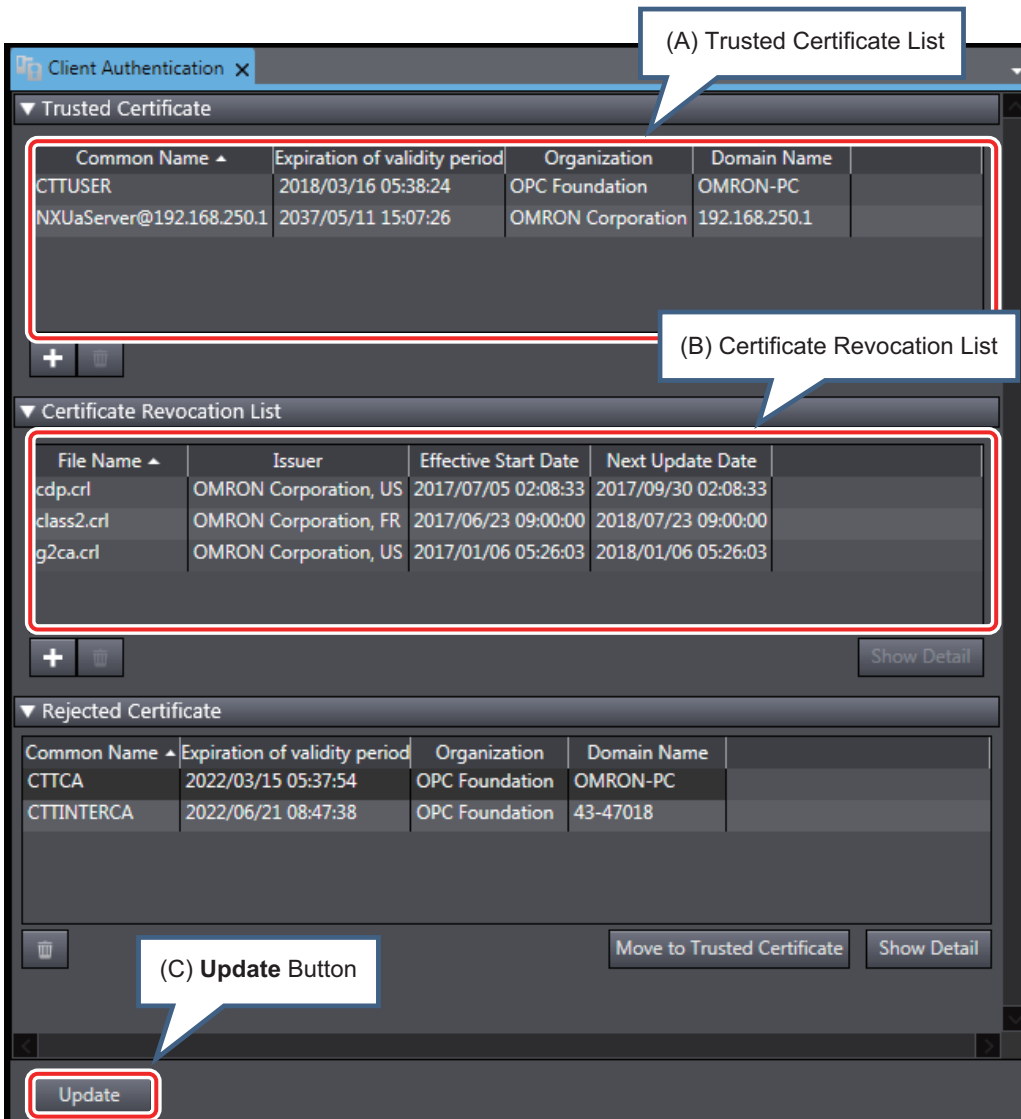 (A) Trusted Certificate List
Client Authentication
Trusted Certificate
Common Name Expiration of validity period Organization Domain Name
CTTUSER 2018/03/16 05:38:24 OPC Foundation OMRON-PC
NXUaServer@192.168.250.1 2037/05/11 15:07:26 OMRON Corporation 192.168.250.1
(B) Certificate Revocation List
Certificate Revocation List
File Name Issuer Effective Start Date Next Update Date
cdp.crl OMRON Corporation, US 2017/07/05 02:08:33 2017/09/30 02:08:33
class2.crl OMRON Corporation, FR 2017/06/23 09:00:00 2018/07/23 09:00:00
g2ca.crl OMRON Corporation, US 2017/01/06 05:26:03 2018/01/06 05:26:03
Show Detail
Rejected Certificate
Common Name Expiration of validity period Organization Domain Name
CTTCA 2022/03/15 05:37:54 OPC Foundation OMRON-PC
CTTINTERCA 2022/06/21 08:47:38 OPC Foundation 43-47018
Move to Trusted Certificate Show Detail
(C) Update Button
Update